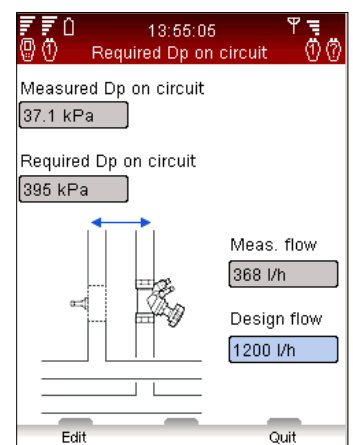 13:55:05
Required Dp on circuit
Measured Dp on circuit
37.1 kPa
Required Dp on circuit
395 kPa
Meas. flow
368 l/h
Design flow
1200 l/h
Edit
Quit